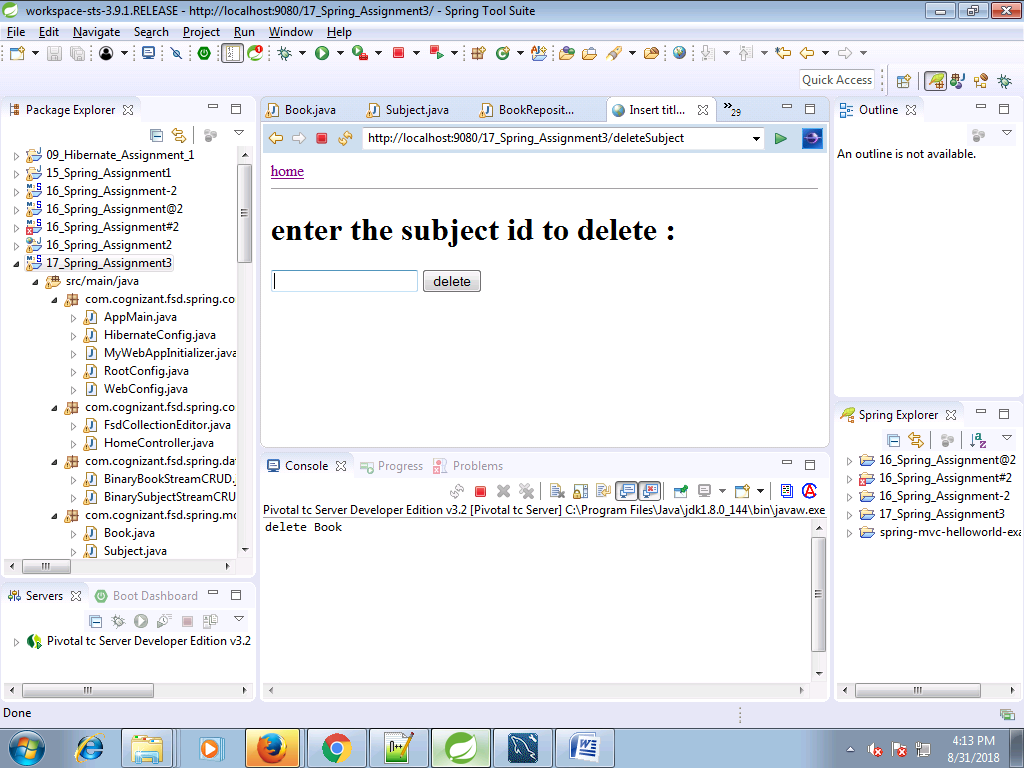 workspace-sts-3.9.1.RELEASE - http://localhost:9080/17_Spring_Assignment3/ - Spring Tool Suite
File Edit Navigate Search Project Run Window Help
Quick Access
Package Explorer
09_Hibernate_Assignment_1
15_Spring_Assignment1
16_Spring_Assignment-2
16_Spring_Assignment@2
16_Spring_Assignment#2
16_Spring_Assignment2
17_Spring_Assignment3
src/main/java
com.cognizant.fsd.spring.co
AppMain.java
HibernateConfig.java
MyWebAppInitializer.java
RootConfig.java
WebConfig.java
com.cognizant.fsd.spring.co
FsdCollectionEditor.java
HomeController.java
com.cognizant.fsd.spring.da
BinaryBookStreamCRUD.
BinarySubjectStreamCRU
com.cognizant.fsd.spring.mo
Book.java
Subject.java
Servers Boot Dashboard
Pivotal tc Server Developer Edition v3.2
Book.java Subject.java BookReposit... Insert titl... »29
http://localhost:9080/17_Spring_Assignment3/deleteSubject
home
enter the subject id to delete :
delete
Console Progress Problems
Pivotal tc Server Developer Edition v3.2 [Pivotal tc Server] C:\Program Files\Java\jdk1.8.0_144\bin\javaw.exe
delete Book
Outline
An outline is not available.
Spring Explorer
16_Spring_Assignment@2
16_Spring_Assignment#2
16_Spring_Assignment-2
17_Spring_Assignment3
spring-mvc-helloworld-exa
Done
4:13 PM
8/31/2018